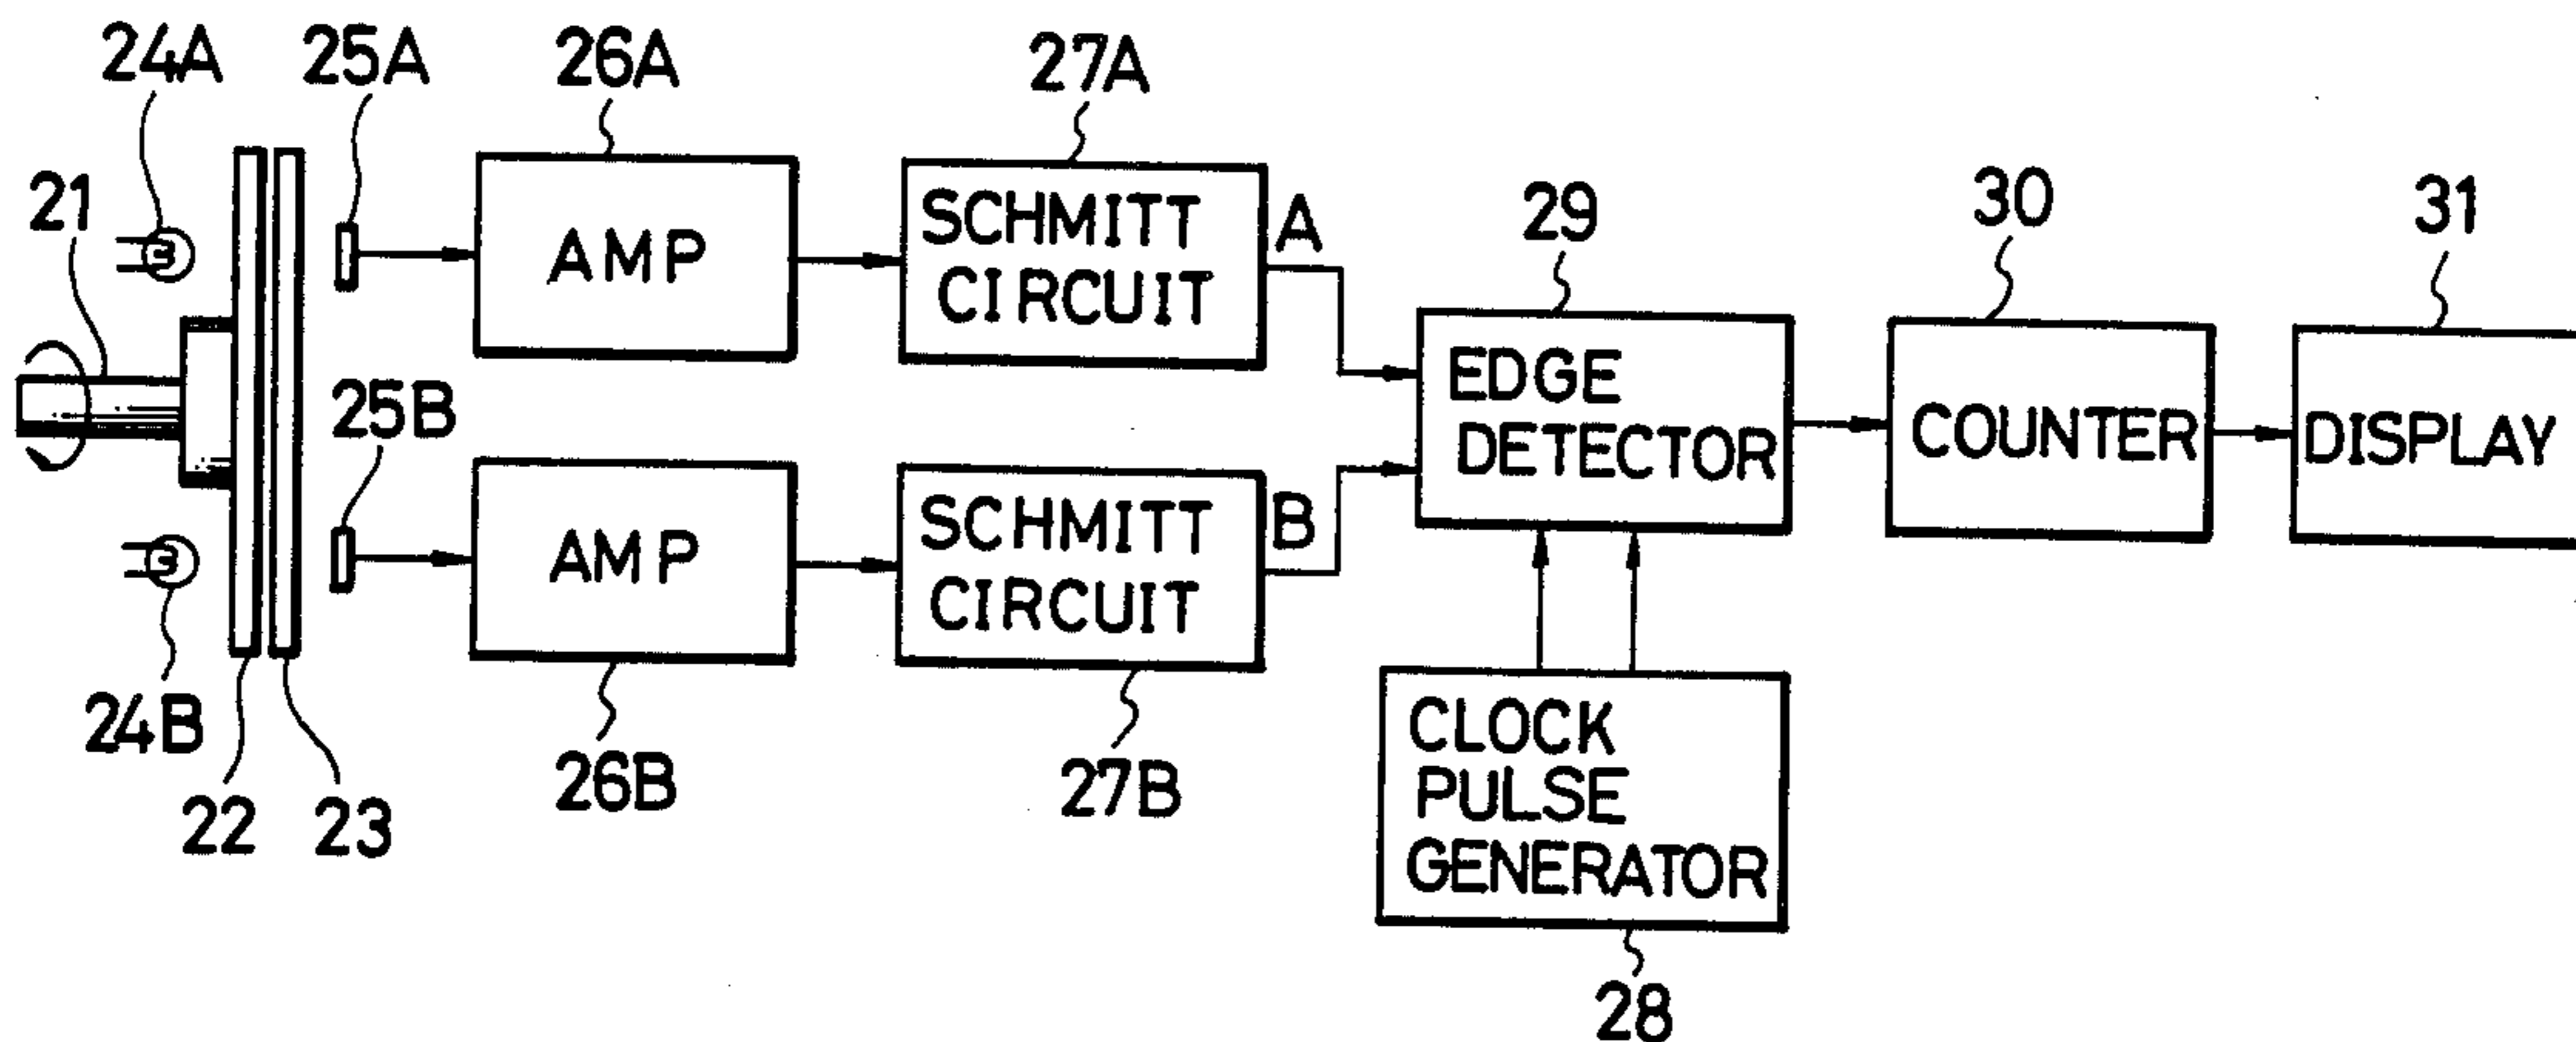 24A
25A
26A
27A
21
AMP
SCHMITT
CIRCUIT
A
29
30
31
25B
EDGE
DETECTOR
COUNTER
DISPLAY
AMP
SCHMITT
CIRCUIT
B
24B
22
23
26B
27B
CLOCK
PULSE
GENERATOR
28